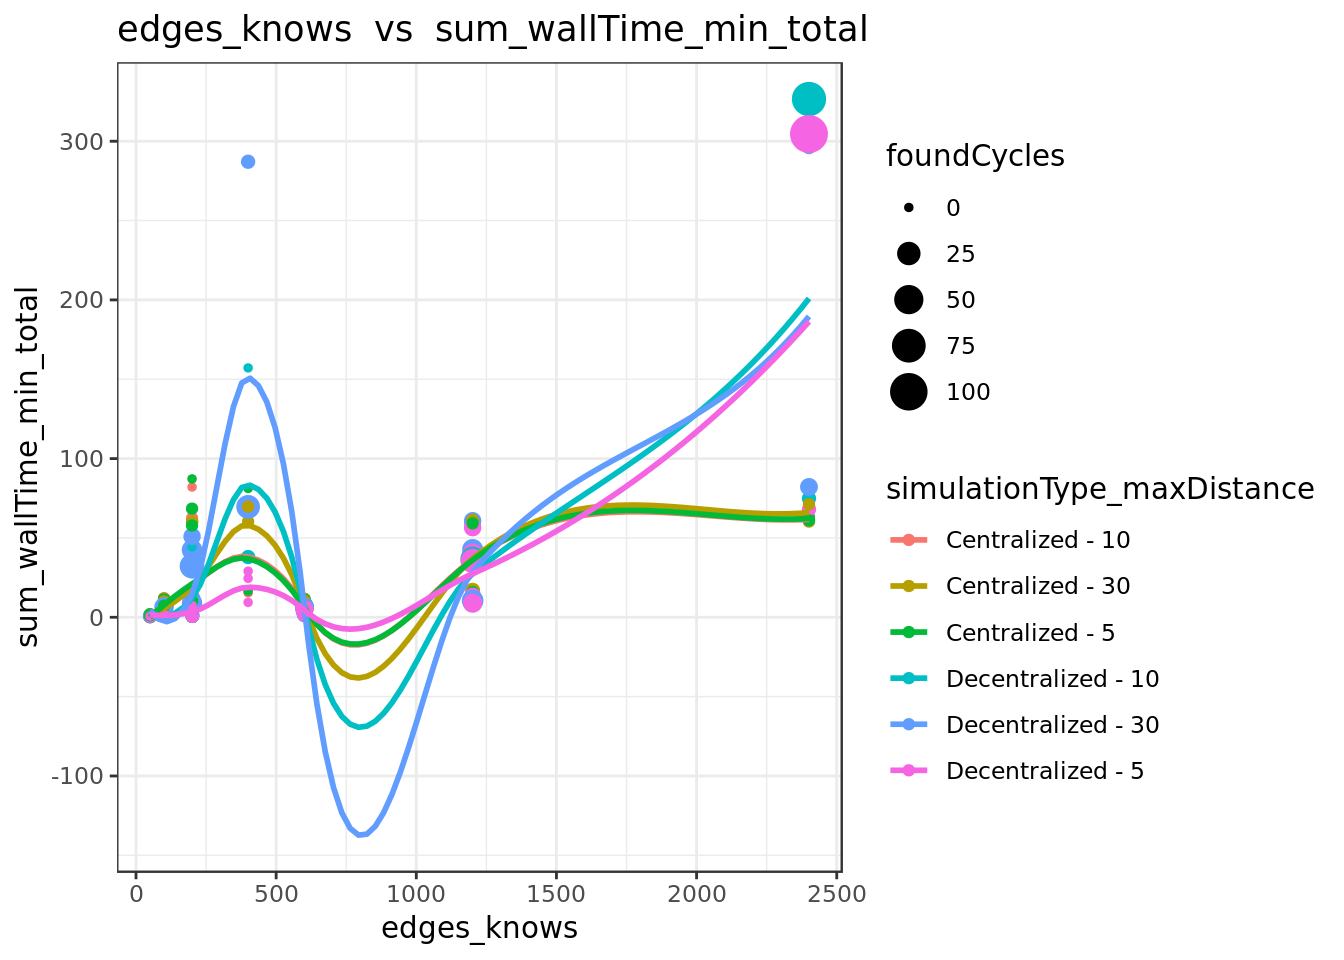 edges_knows vs sum_wallTime_min_total
sum_wallTime_min_total
300
200
100
0
-100
0
500
1000
1500
2000
2500
edges_knows
foundCycles
0
25
50
75
100
simulationType_maxDistance
Centralized - 10
Centralized - 30
Centralized - 5
Decentralized - 10
Decentralized - 30
Decentralized - 5